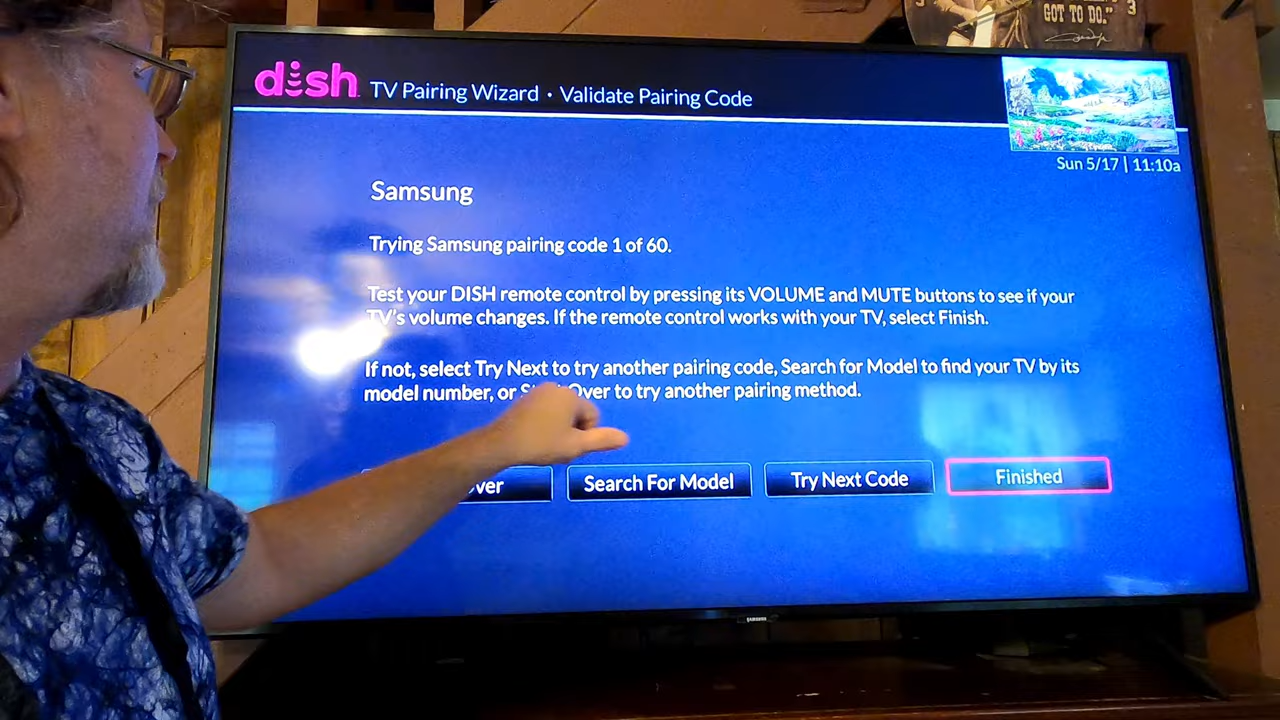 GOT TO DO."
3
3
dish
TV Pairing Wizard • Validate Pairing Code
Sun 5/17 | 11:10a
Samsung
Trying Samsung pairing code 1 of 60.
Test your DISH remote control by pressing its VOLUME and MUTE buttons to see if your
TV's volume changes. If the remote control works with your TV, select Finish.
If not, select Try Next to try another pairing code, Search for Model to find your TV by its
model number, or Over to try another pairing method.
Search For Model
Try Next Code
Finished
SAMSUNG